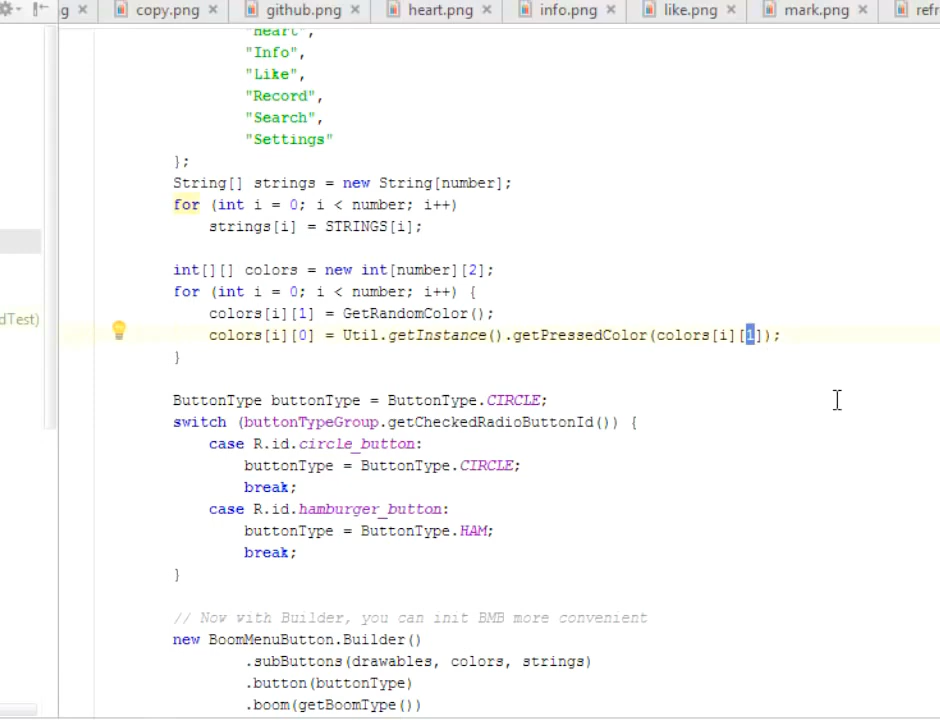 g copy.png github.png heart.png info.png like.png mark.png refr
"Heart",
"Info",
"Like",
"Record",
"Search",
"Settings"
};
String[] strings = new String[number];
for (int i = 0; i < number; i++)
strings[i] = STRINGS[i];
int[][] colors = new int[number][2];
for (int i = 0; i < number; i++) {
colors[i][1] = GetRandomColor();
dTest)
colors[i][0] = Util.getInstance().getPressedColor(colors[i][1]);
}
ButtonType buttonType = ButtonType.CIRCLE;
switch (buttonTypeGroup.getCheckedRadioButtonId()) {
case R.id.circle_button:
buttonType = ButtonType.CIRCLE;
break;
case R.id.hamburger_button:
buttonType = ButtonType.HAM;
break;
}
// Now with Builder, you can init BMB more convenient
new BoomMenuButton.Builder()
.subButtons(drawables, colors, strings)
.button(buttonType)
.boom(getBoomType())